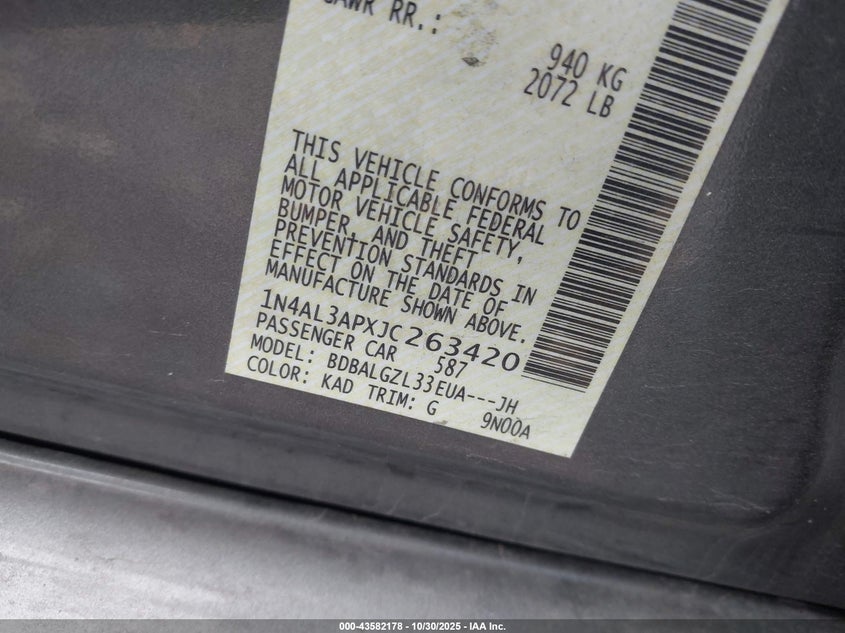 GAWR RR.:
940 KG
2072 LB
THIS VEHICLE CONFORMS TO
ALL APPLICABLE FEDERAL
MOTOR VEHICLE SAFETY,
BUMPER, AND THEFT
PREVENTION STANDARDS IN
EFFECT ON THE DATE OF
MANUFACTURE SHOWN ABOVE.
1N4AL3APXJC263420
PASSENGER CAR 587
MODEL: BDBALGZL33EUA---JH
COLOR: KAD TRIM: G 9N00A
000-43582178 - 10/30/2025 - IAA Inc.